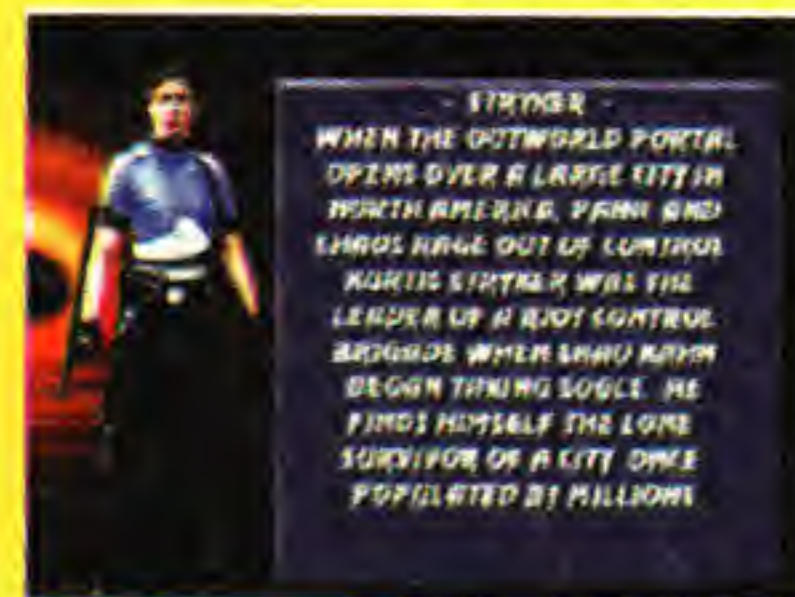 - STRYKER -
WHEN THE OUTWORLD PORTAL
OPENS OVER A LARGE CITY IN
NORTH AMERICA, PANIC AND
CHAOS RAGE OUT OF CONTROL
KURTIS STRYKER WAS THE
LEADER OF A RIOT CONTROL
BRIGADE WHEN SHAO KAHN
BEGAN TAKING SOULS. HE
FINDS HIMSELF THE LONE
SURVIVOR OF A CITY ONCE
POPULATED BY MILLIONS